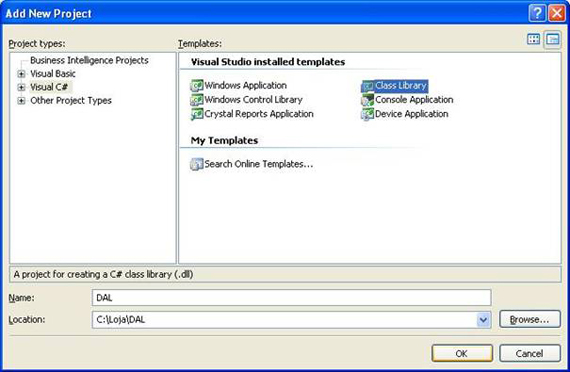 Add New Project
Project types:
Templates:
Business Intelligence Projects
Visual Basic
Visual C#
Other Project Types
Visual Studio installed templates
Windows Application
Class Library
Windows Control Library
Console Application
Crystal Reports Application
Device Application
My Templates
Search Online Templates...
A project for creating a C# class library (.dll)
Name:
DAL
Location:
C:\Loja\DAL
Browse...
OK
Cancel